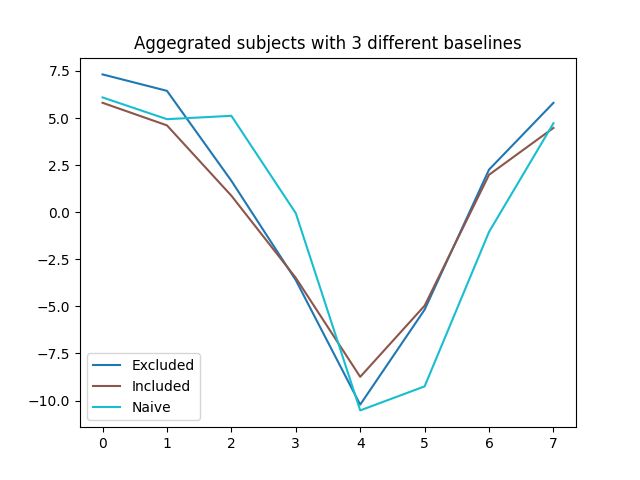 Aggegrated subjects with 3 different baselines
7.5
5.0
2.5
0.0
−2.5
−5.0
−7.5
−10.0
Excluded
Included
Naive
0 1 2 3 4 5 6 7